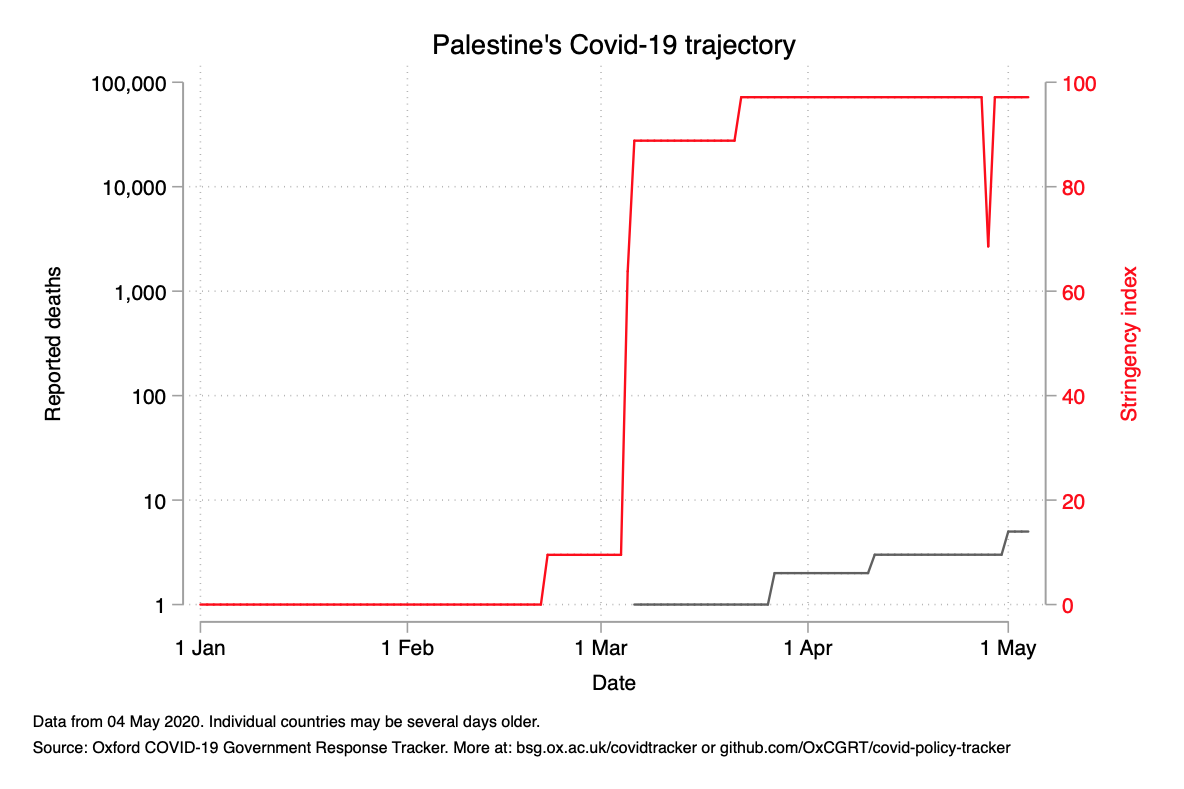 Palestine's Covid-19 trajectory
100,000
10,000
1,000
100
10
1
Reported deaths
100
80
60
40
20
0
Stringency index
1 Jan
1 Feb
1 Mar
1 Apr
1 May
Date
Data from 04 May 2020. Individual countries may be several days older.
Source: Oxford COVID-19 Government Response Tracker. More at: bsg.ox.ac.uk/covidtracker or github.com/OxCGRT/covid-policy-tracker